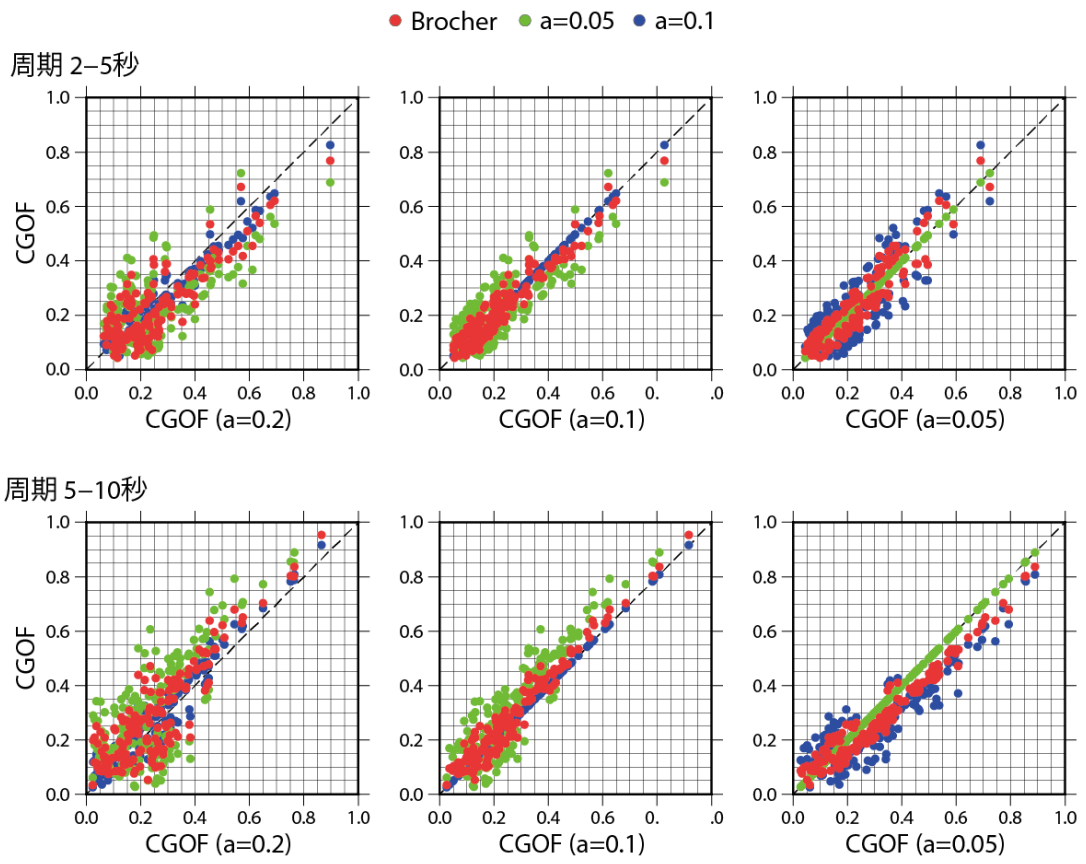 Brocher a=0.05 a=0.1
周期 2–5秒
1.0 1.0 1.0
0.8 0.8 0.8
0.6 0.6 0.6
0.4 0.4 0.4
0.2 0.2 0.2
0.0 0.0 0.0
CGOF
0.0 0.2 0.4 0.6 0.8 1.0 0.0 0.2 0.4 0.6 0. .0 0.0 0.2 0.4 0.6 0.8 1.0
CGOF (a=0.2) CGOF (a=0.1) CGOF (a=0.05)
周期 5–10秒
1.0 1.0 1.0
0.8 0.8 0.8
0.6 0.6 0.6
0.4 0.4 0.4
0.2 0.2 0.2
0.0 0.0 0.0
CGOF
0.0 0.2 0.4 0.6 0.8 1.0 0.0 0.2 0.4 0.6 0. .0 0.0 0.2 0.4 0.6 0.8 1.0
CGOF (a=0.2) CGOF (a=0.1) CGOF (a=0.05)